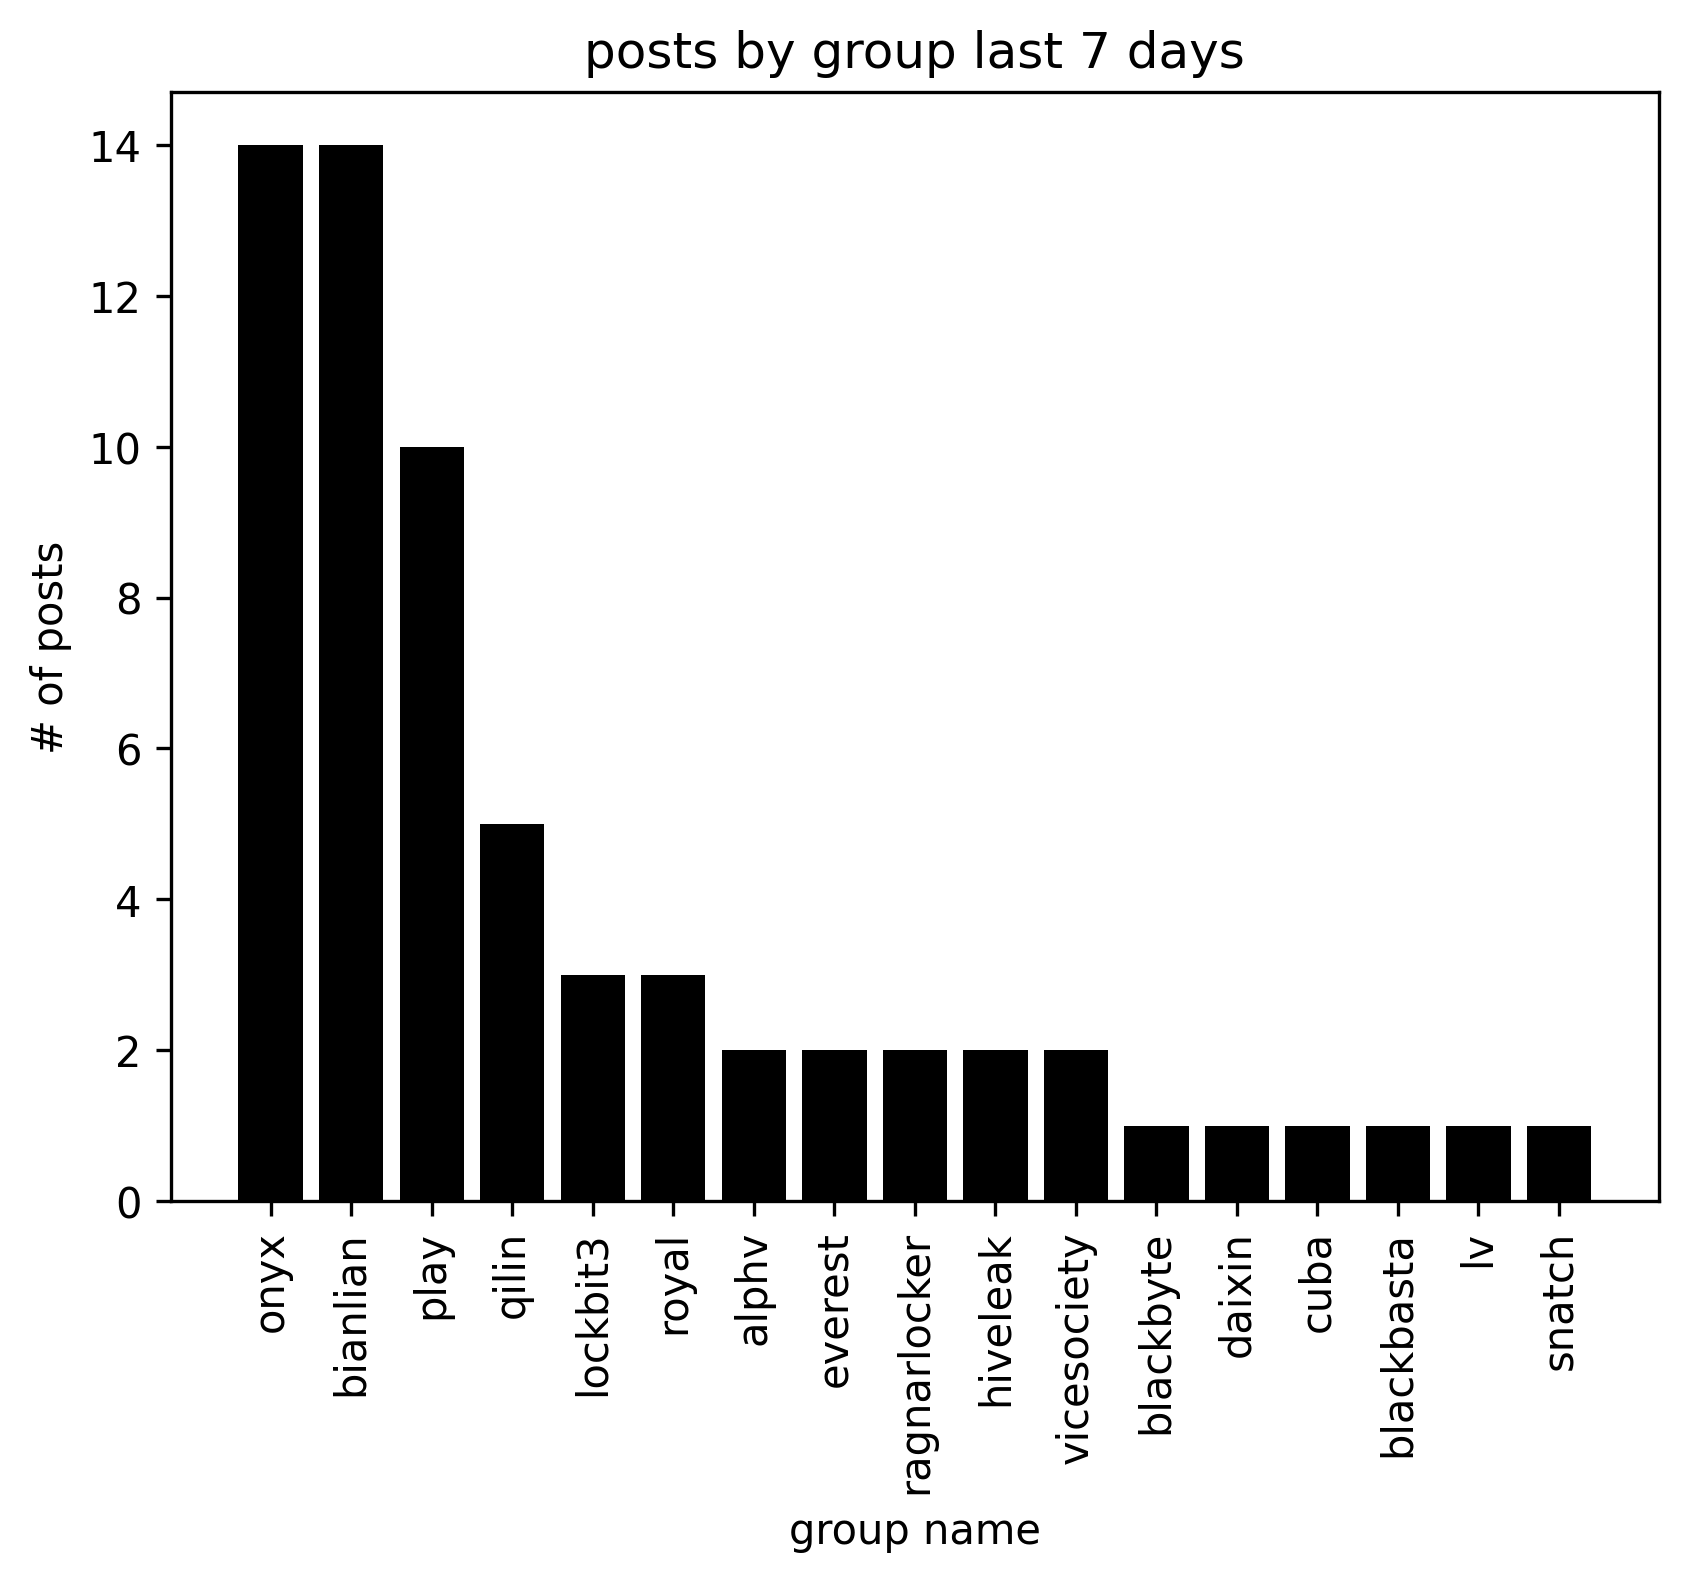 posts by group last 7 days
14
12
10
8
6
4
2
0
# of posts
onyx
bianlian
play
qilin
lockbit3
royal
alphv
everest
ragnarlocker
hiveleak
vicesociety
blackbyte
daixin
cuba
blackbasta
lv
snatch
group name